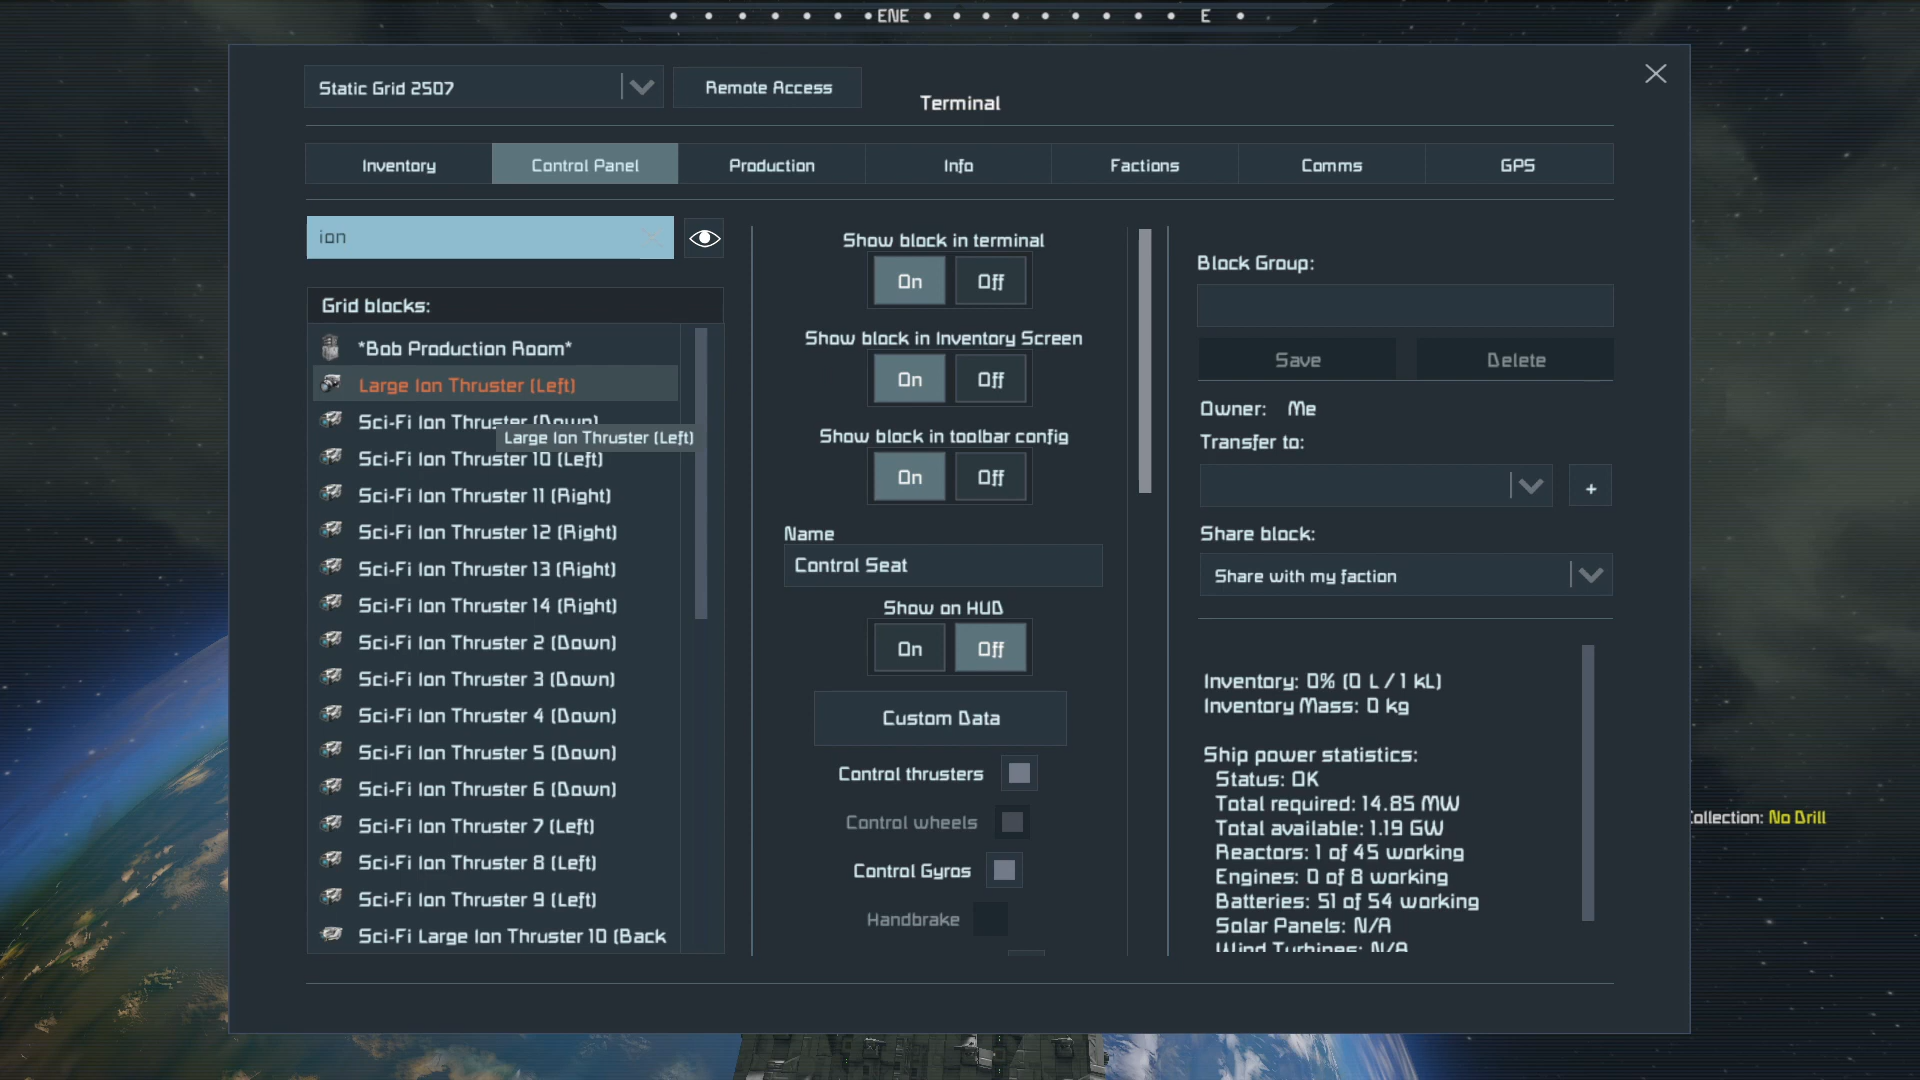 ENE
E
Static Grid 2507
Remote Access
Terminal
Inventory
Control Panel
Production
Info
Factions
Comms
GPS
ion
Grid blocks:
*Bob Production Room*
Large Ion Thruster (Left)
Sci-Fi Ion Thruster (Down)
Large Ion Thruster (Left)
Sci-Fi Ion Thruster 10 (Left)
Sci-Fi Ion Thruster 11 (Right)
Sci-Fi Ion Thruster 12 (Right)
Sci-Fi Ion Thruster 13 (Right)
Sci-Fi Ion Thruster 14 (Right)
Sci-Fi Ion Thruster 2 (Down)
Sci-Fi Ion Thruster 3 (Down)
Sci-Fi Ion Thruster 4 (Down)
Sci-Fi Ion Thruster 5 (Down)
Sci-Fi Ion Thruster 6 (Down)
Sci-Fi Ion Thruster 7 (Left)
Sci-Fi Ion Thruster 8 (Left)
Sci-Fi Ion Thruster 9 (Left)
Sci-Fi Large Ion Thruster 10 (Back
Show block in terminal
On Off
Show block in Inventory Screen
On Off
Show block in toolbar config
On Off
Name
Control Seat
Show on HUD
On Off
Custom Data
Control thrusters
Control wheels
Control Gyros
Handbrake
Block Group:
Save
Delete
Owner: Me
Transfer to:
+
Share block:
Share with my faction
Inventory: 0% (0 L / 1 kL)
Inventory Mass: 0 kg
Ship power statistics:
Status: OK
Total required: 14.85 MW
Total available: 1.19 GW
Reactors: 1 of 45 working
Engines: 0 of 8 working
Batteries: 51 of 54 working
Solar Panels: N/A
Wind Turbines: N/A
ollection: No Drill